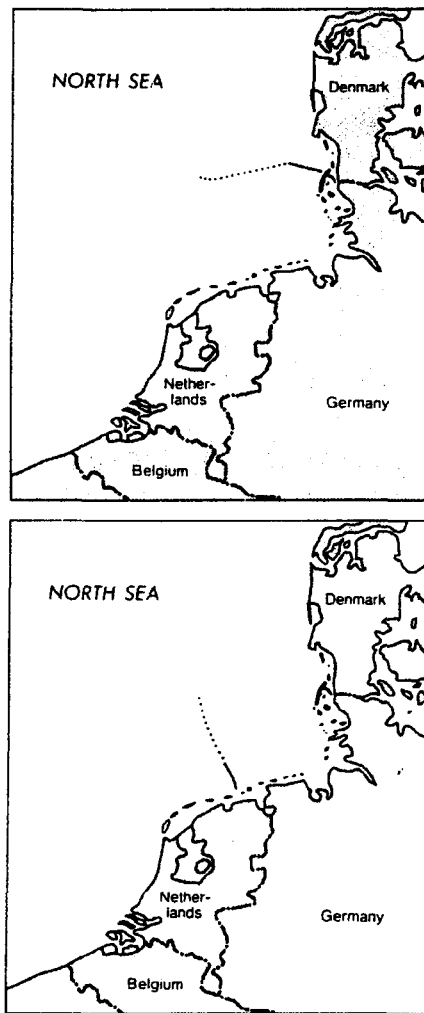 NORTH SEA
Denmark
Nether-
lands
Germany
Belgium
NORTH SEA
Denmark
Nether-
lands
Germany
Belgium